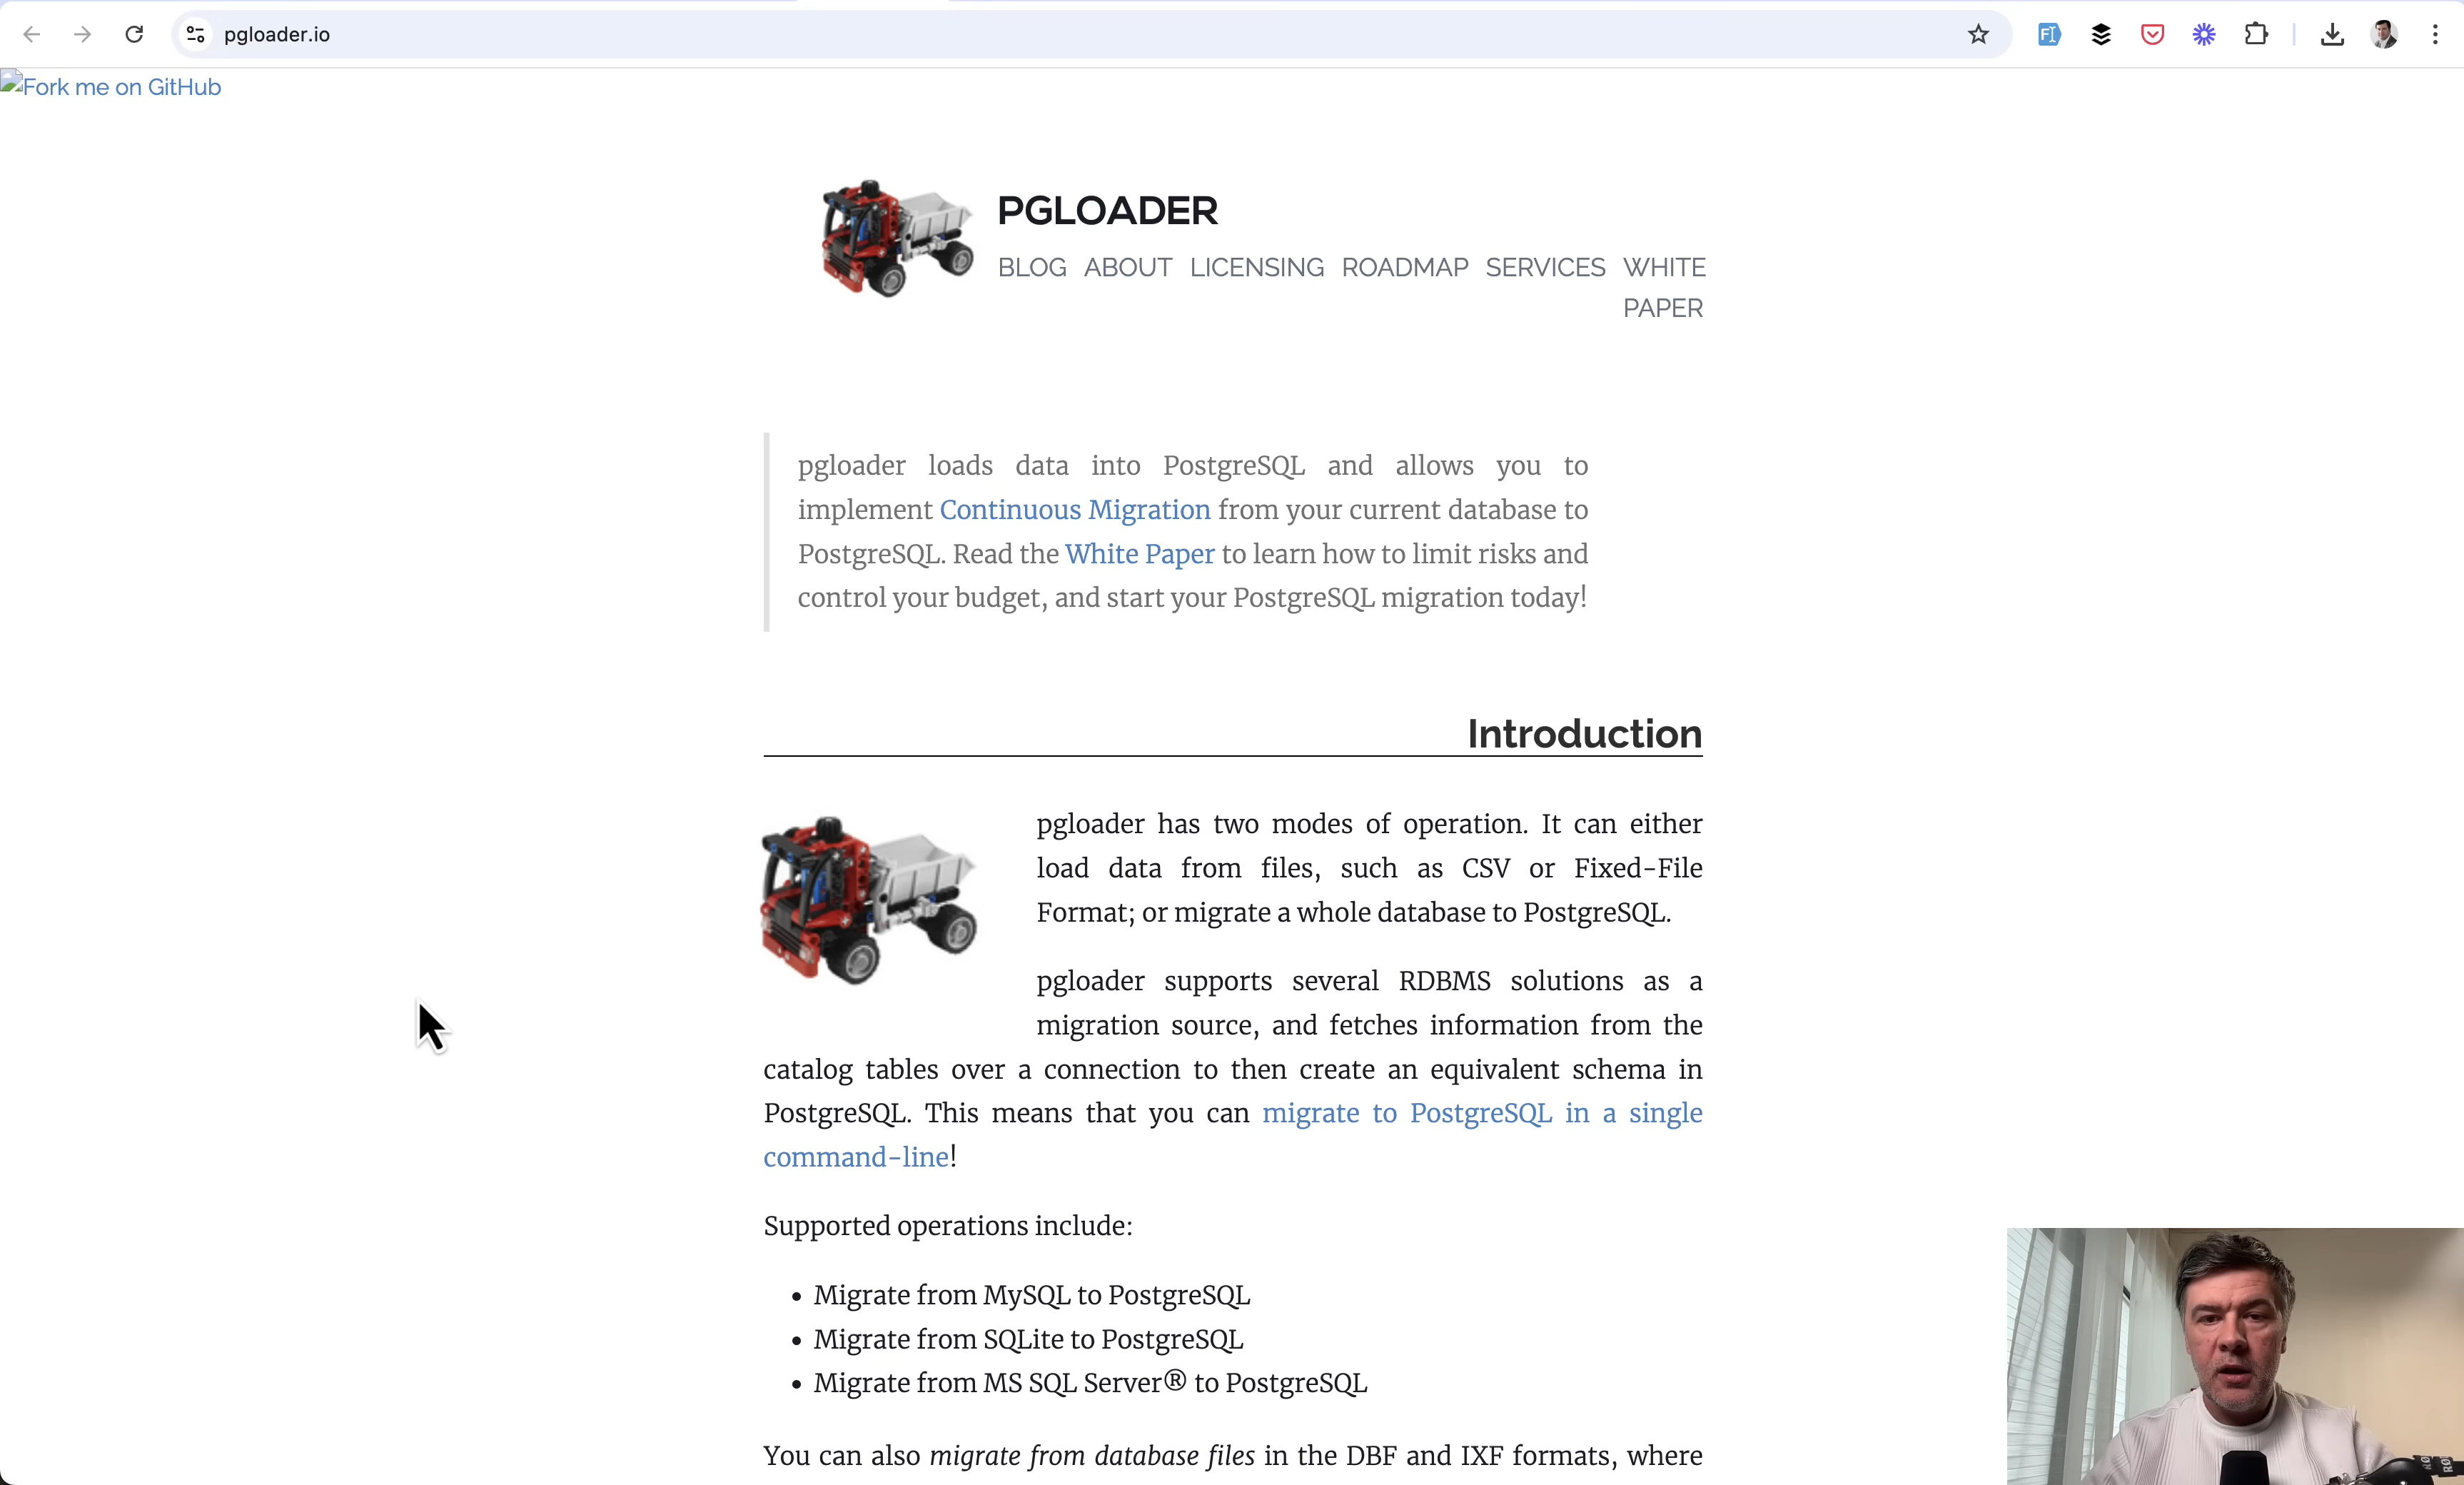 pgloader.io
Fork me on GitHub
PGLOADER
BLOG ABOUT LICENSING ROADMAP SERVICES WHITE
PAPER
pgloader loads data into PostgreSQL and allows you to
implement Continuous Migration from your current database to
PostgreSQL. Read the White Paper to learn how to limit risks and
control your budget, and start your PostgreSQL migration today!
Introduction
pgloader has two modes of operation. It can either
load data from files, such as CSV or Fixed-File
Format; or migrate a whole database to PostgreSQL.
pgloader supports several RDBMS solutions as a
migration source, and fetches information from the
catalog tables over a connection to then create an equivalent schema in
PostgreSQL. This means that you can migrate to PostgreSQL in a single
command-line!
Supported operations include:
• Migrate from MySQL to PostgreSQL
• Migrate from SQLite to PostgreSQL
• Migrate from MS SQL Server® to PostgreSQL
You can also migrate from database files in the DBF and IXF formats, where